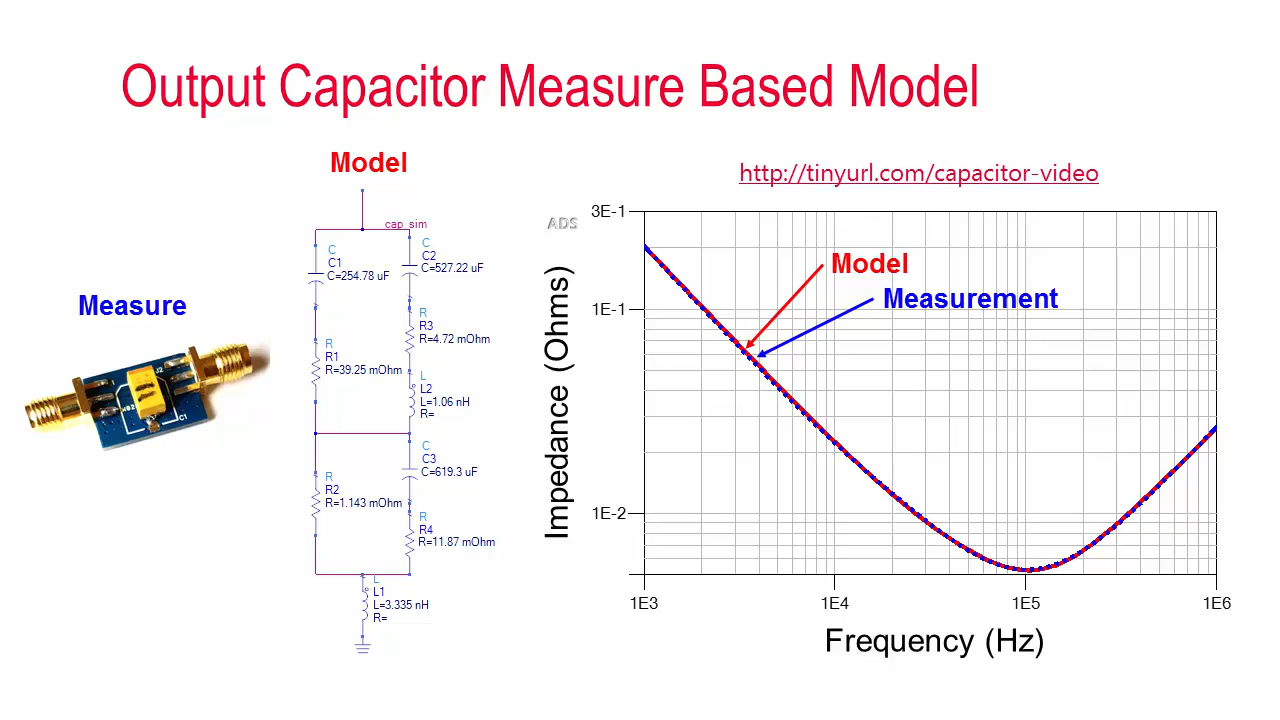 Output Capacitor Measure Based Model
Model
http://tinyurl.com/capacitor-video
cap_sim
C
C1
C=254.78 uF
C
C2
C=527.22 uF
R
R3
R=4.72 mOhm
R
R1
R=39.25 mOhm
L
L2
L=1.06 nH
R=
C
C3
C=619.3 uF
R
R2
R=1.143 mOhm
R
R4
R=11.87 mOhm
L
L1
L=3.335 nH
R=
Measure
J2
C1
ADS
Impedance (Ohms)
3E-1
1E-1
1E-2
Model
Measurement
1E3
1E4
1E5
1E6
Frequency (Hz)